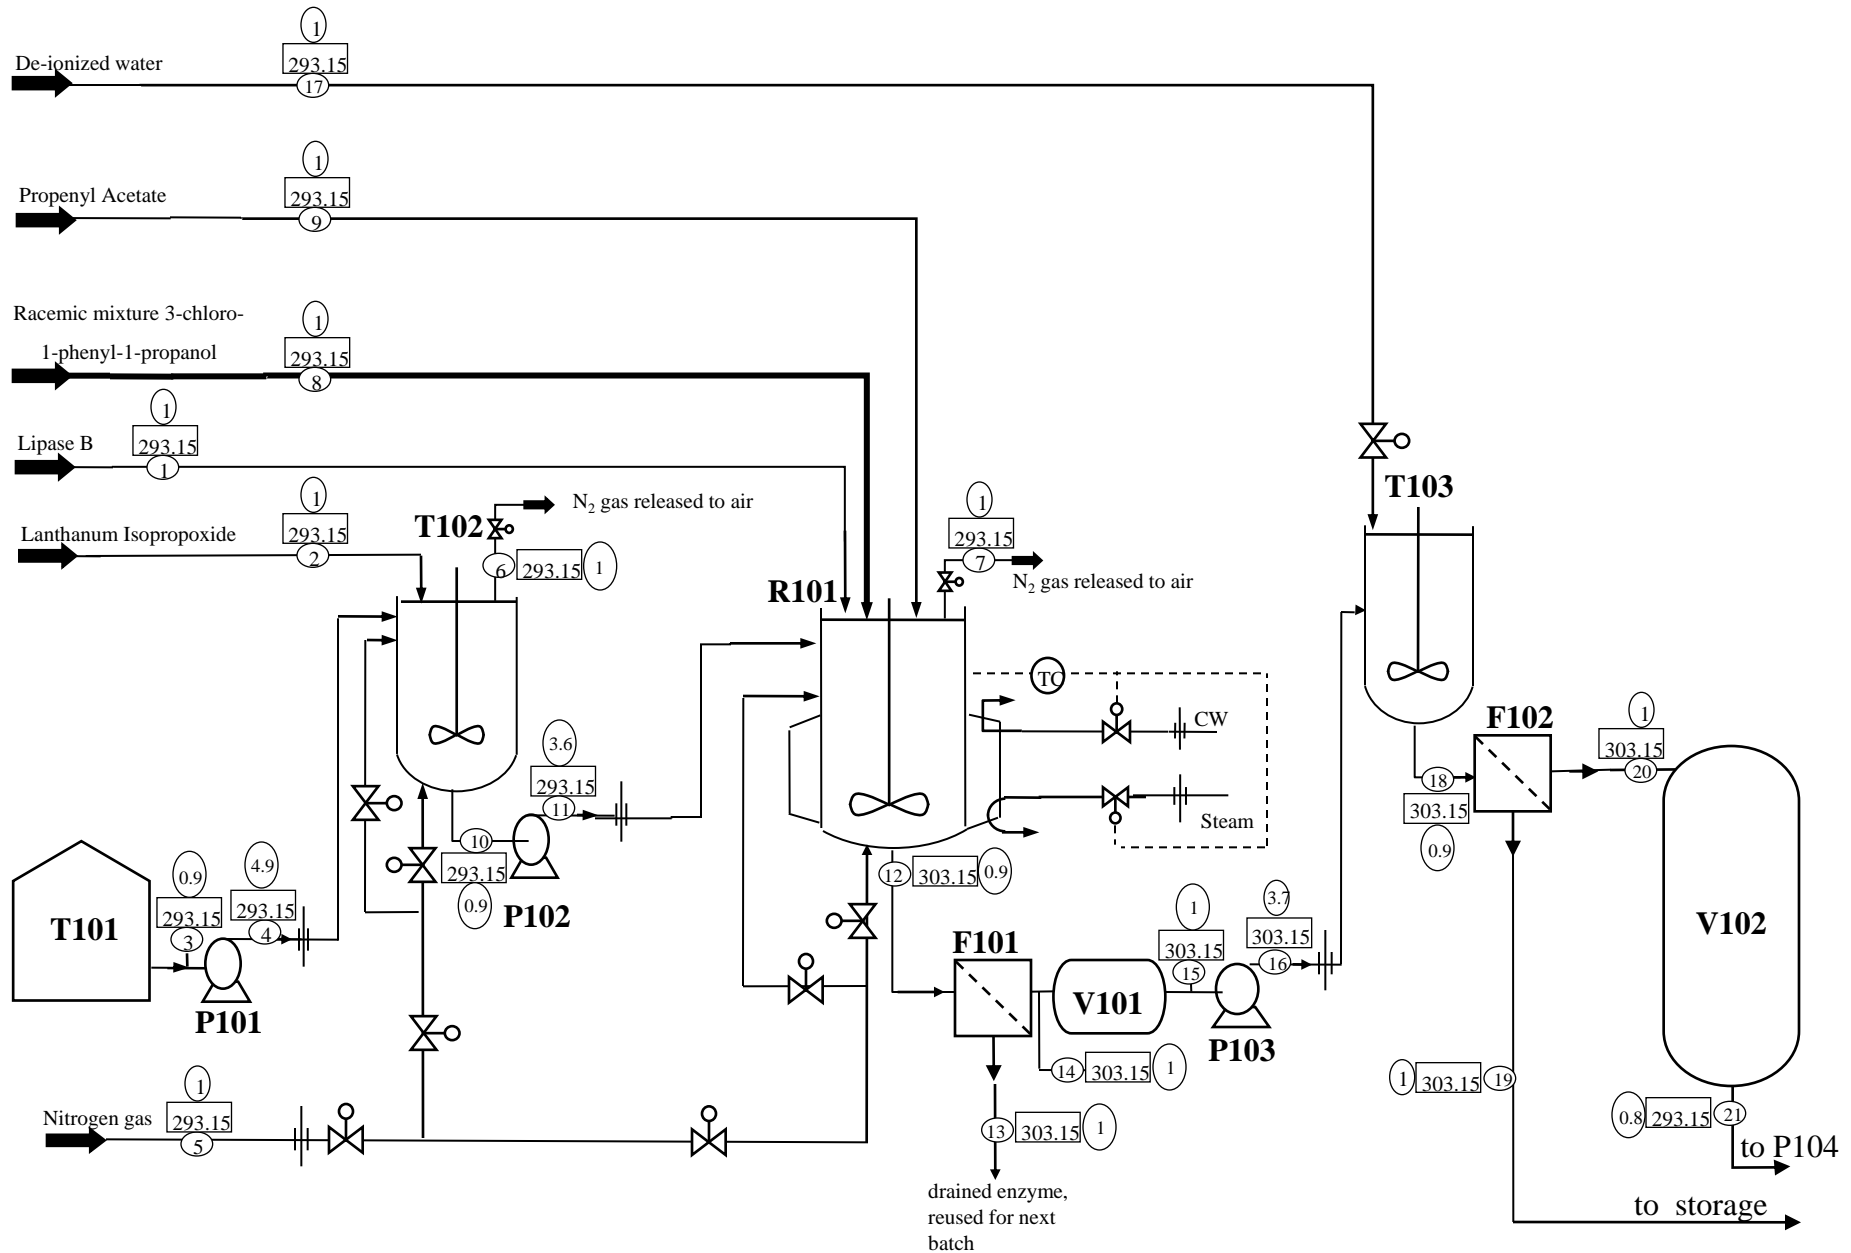 1
293.15
De-ionized water
17
1
293.15
Propenyl Acetate
9
Racemic mixture 3-chloro-
1-phenyl-1-propanol
1
293.15
8
1
293.15
Lipase B
1
1
293.15
Lanthanum Isopropoxide
2
T102
N2 gas released to air
6
293.15
1
1
293.15
7
N2 gas released to air
R101
T103
TC
CW
Steam
3.6
293.15
11
10
293.15
0.9
P102
0.9
293.15
3
4.9
293.15
4
T101
P101
12
303.15
0.9
F101
V101
1
303.15
15
3.7
303.15
16
P103
14
303.15
1
13
303.15
1
drained enzyme,
reused for next
batch
1
293.15
Nitrogen gas
5
F102
18
303.15
0.9
1
303.15
20
V102
1
303.15
19
0.8
293.15
21
to P104
to storage